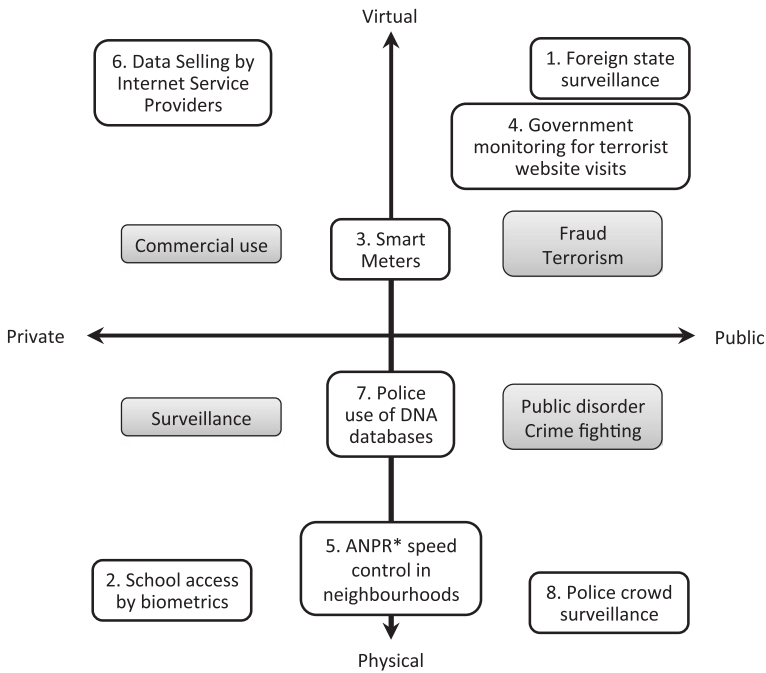 Virtual
6. Data Selling by
Internet Service
Providers
1. Foreign state
surveillance
4. Government
monitoring for terrorist
website visits
Commercial use
3. Smart
Meters
Fraud
Terrorism
Private
Public
Surveillance
7. Police
use of DNA
databases
Public disorder
Crime fighting
2. School access
by biometrics
5. ANPR* speed
control in
neighbourhoods
8. Police crowd
surveillance
Physical